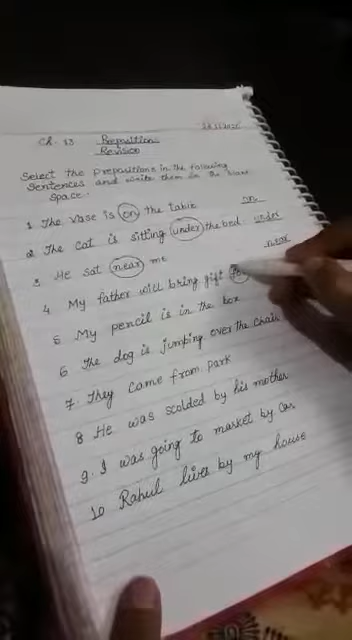 Ch. 13 Preposition
Revision
Select the prepositions in the following
sentences and write them in the blank
space.
1 The vase is on the table on
2 The cat is sitting under the bed under
3 He sat near me near
4 My father will bring gift
5 My pencil is in the box
6 The dog is jumping over the chair
7. They came from park
8 He was scolded by his mother
9. I was going to market by car
10 Rahul lives by my house